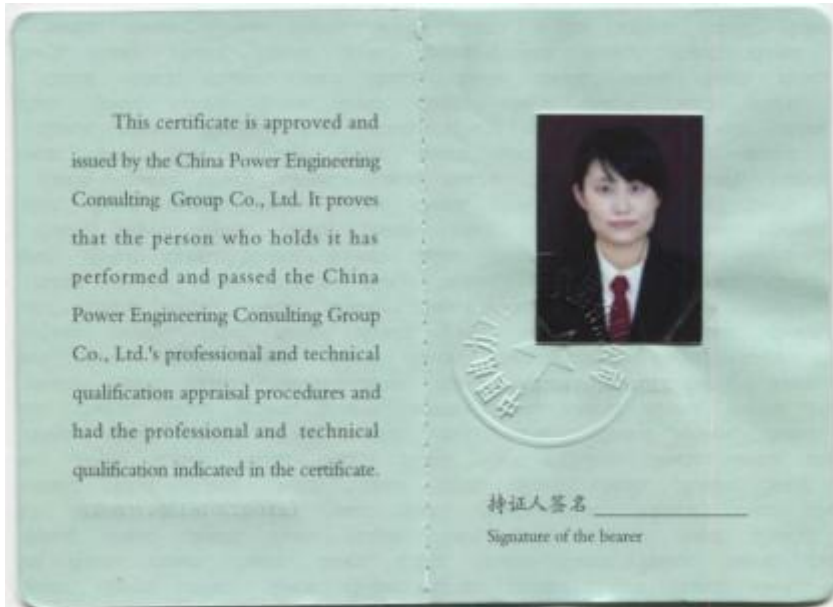 This certificate is approved and
issued by the China Power Engineering
Consulting Group Co., Ltd. It proves
that the person who holds it has
performed and passed the China
Power Engineering Consulting Group
Co., Ltd.'s professional and technical
qualification appraisal procedures and
had the professional and technical
qualification indicated in the certificate.
持证人签名
Signature of the bearer